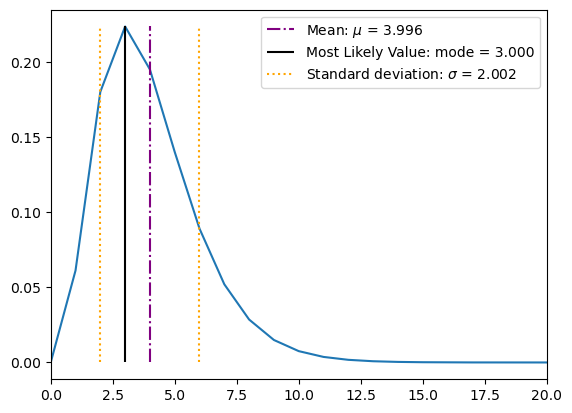 Mean: μ = 3.996
Most Likely Value: mode = 3.000
Standard deviation: σ = 2.002
0.20
0.15
0.10
0.05
0.00
0.0 2.5 5.0 7.5 10.0 12.5 15.0 17.5 20.0